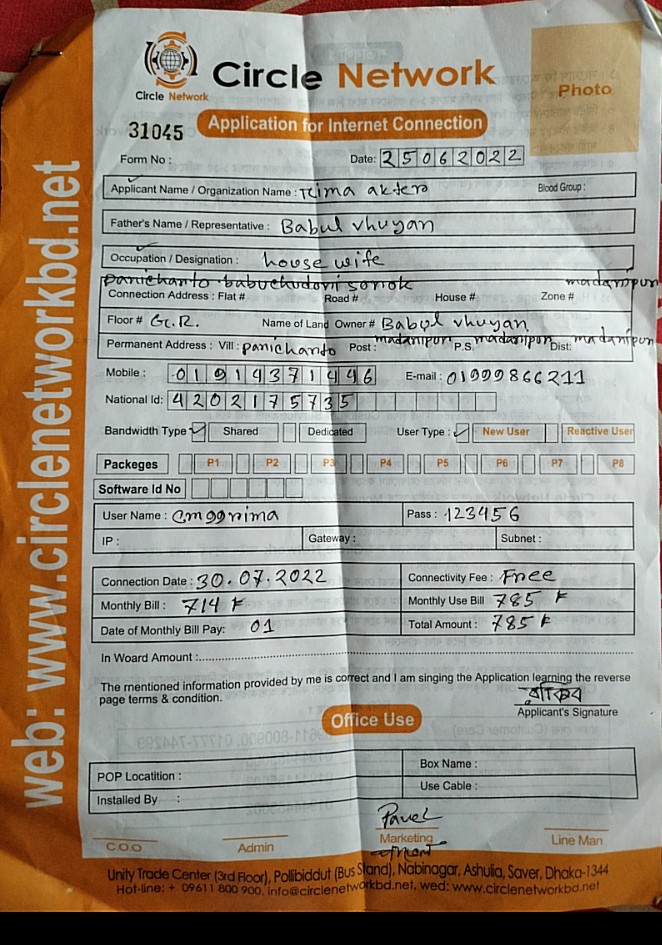 Circle Network
Circle Network
Photo
31045
Application for Internet Connection
Form No :
Date: 25062022
Applicant Name / Organization Name : Rima akter
Blood Group :
Father's Name / Representative : Babul vhuyan
Occupation / Designation : house wife
panichanto babuchudori sorok madaripur
Connection Address : Flat # Road # House # Zone #
Floor # G.R. Name of Land Owner # Babul vhuyan
Permanent Address : Vill : panichanto Post : madaripur P.S madaripur Dist: madaripur
Mobile : 01914371446 E-mail : 01999866211
National Id: 4202175735
Bandwidth Type Shared Dedicated User Type : New User Reactive User
Packeges P1 P2 P3 P4 P5 P6 P7 P8
Software Id No
User Name : cmggrima Pass : 123456
IP : Gateway : Subnet :
Connection Date : 30.07.2022 Connectivity Fee : Free
Monthly Bill : 714 Monthly Use Bill 785
Date of Monthly Bill Pay: 01 Total Amount : 785
In Woard Amount :
The mentioned information provided by me is correct and I am singing the Application learning the reverse
page terms & condition.
Applicant's Signature
Office Use
POP Locatition : Box Name :
Installed By : Use Cable :
Pavel
C.O.O Admin Marketing Line Man
Unity Trade Center (3rd Floor), Pollibiddut (Bus Stand), Nabinagar, Ashulia, Saver, Dhaka-1344
Hot-line: + 09611 800 900, info@circlenetworkbd.net, wed: www.circlenetworkbd.net
web: www.circlenetworkbd.net